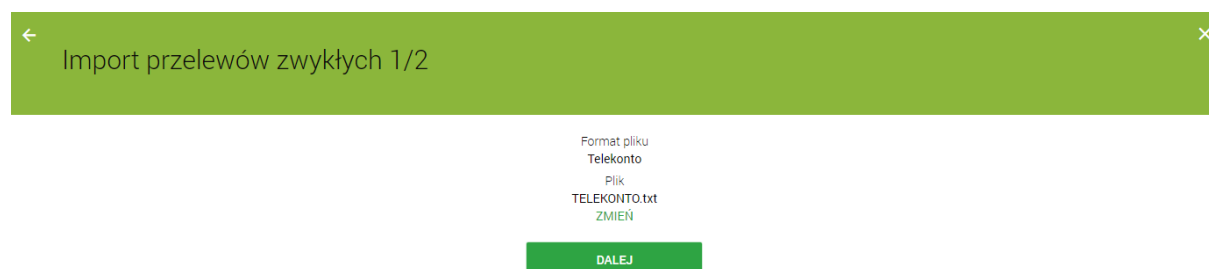 Import przelewów zwykłych 1/2
Format pliku
Telekonto
Plik
TELEKONTO.txt
ZMIEŃ
DALEJ